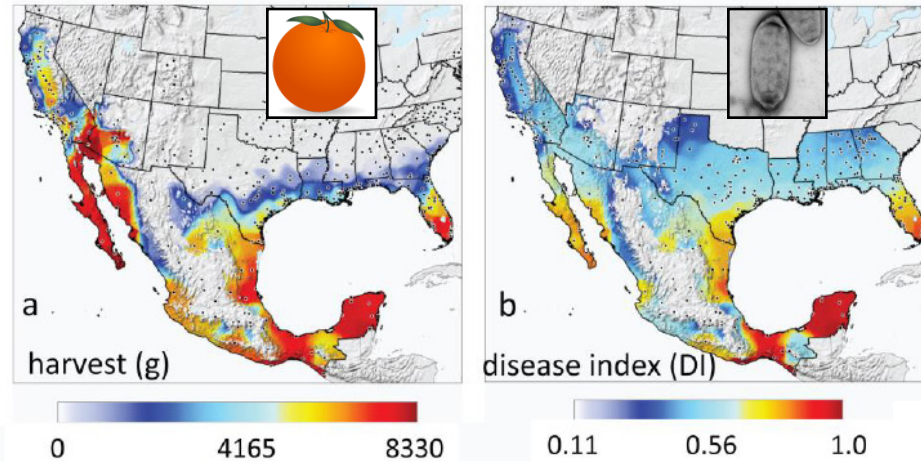 a
harvest (g)
0
4165
8330
b
disease index (DI)
0.11
0.56
1.0